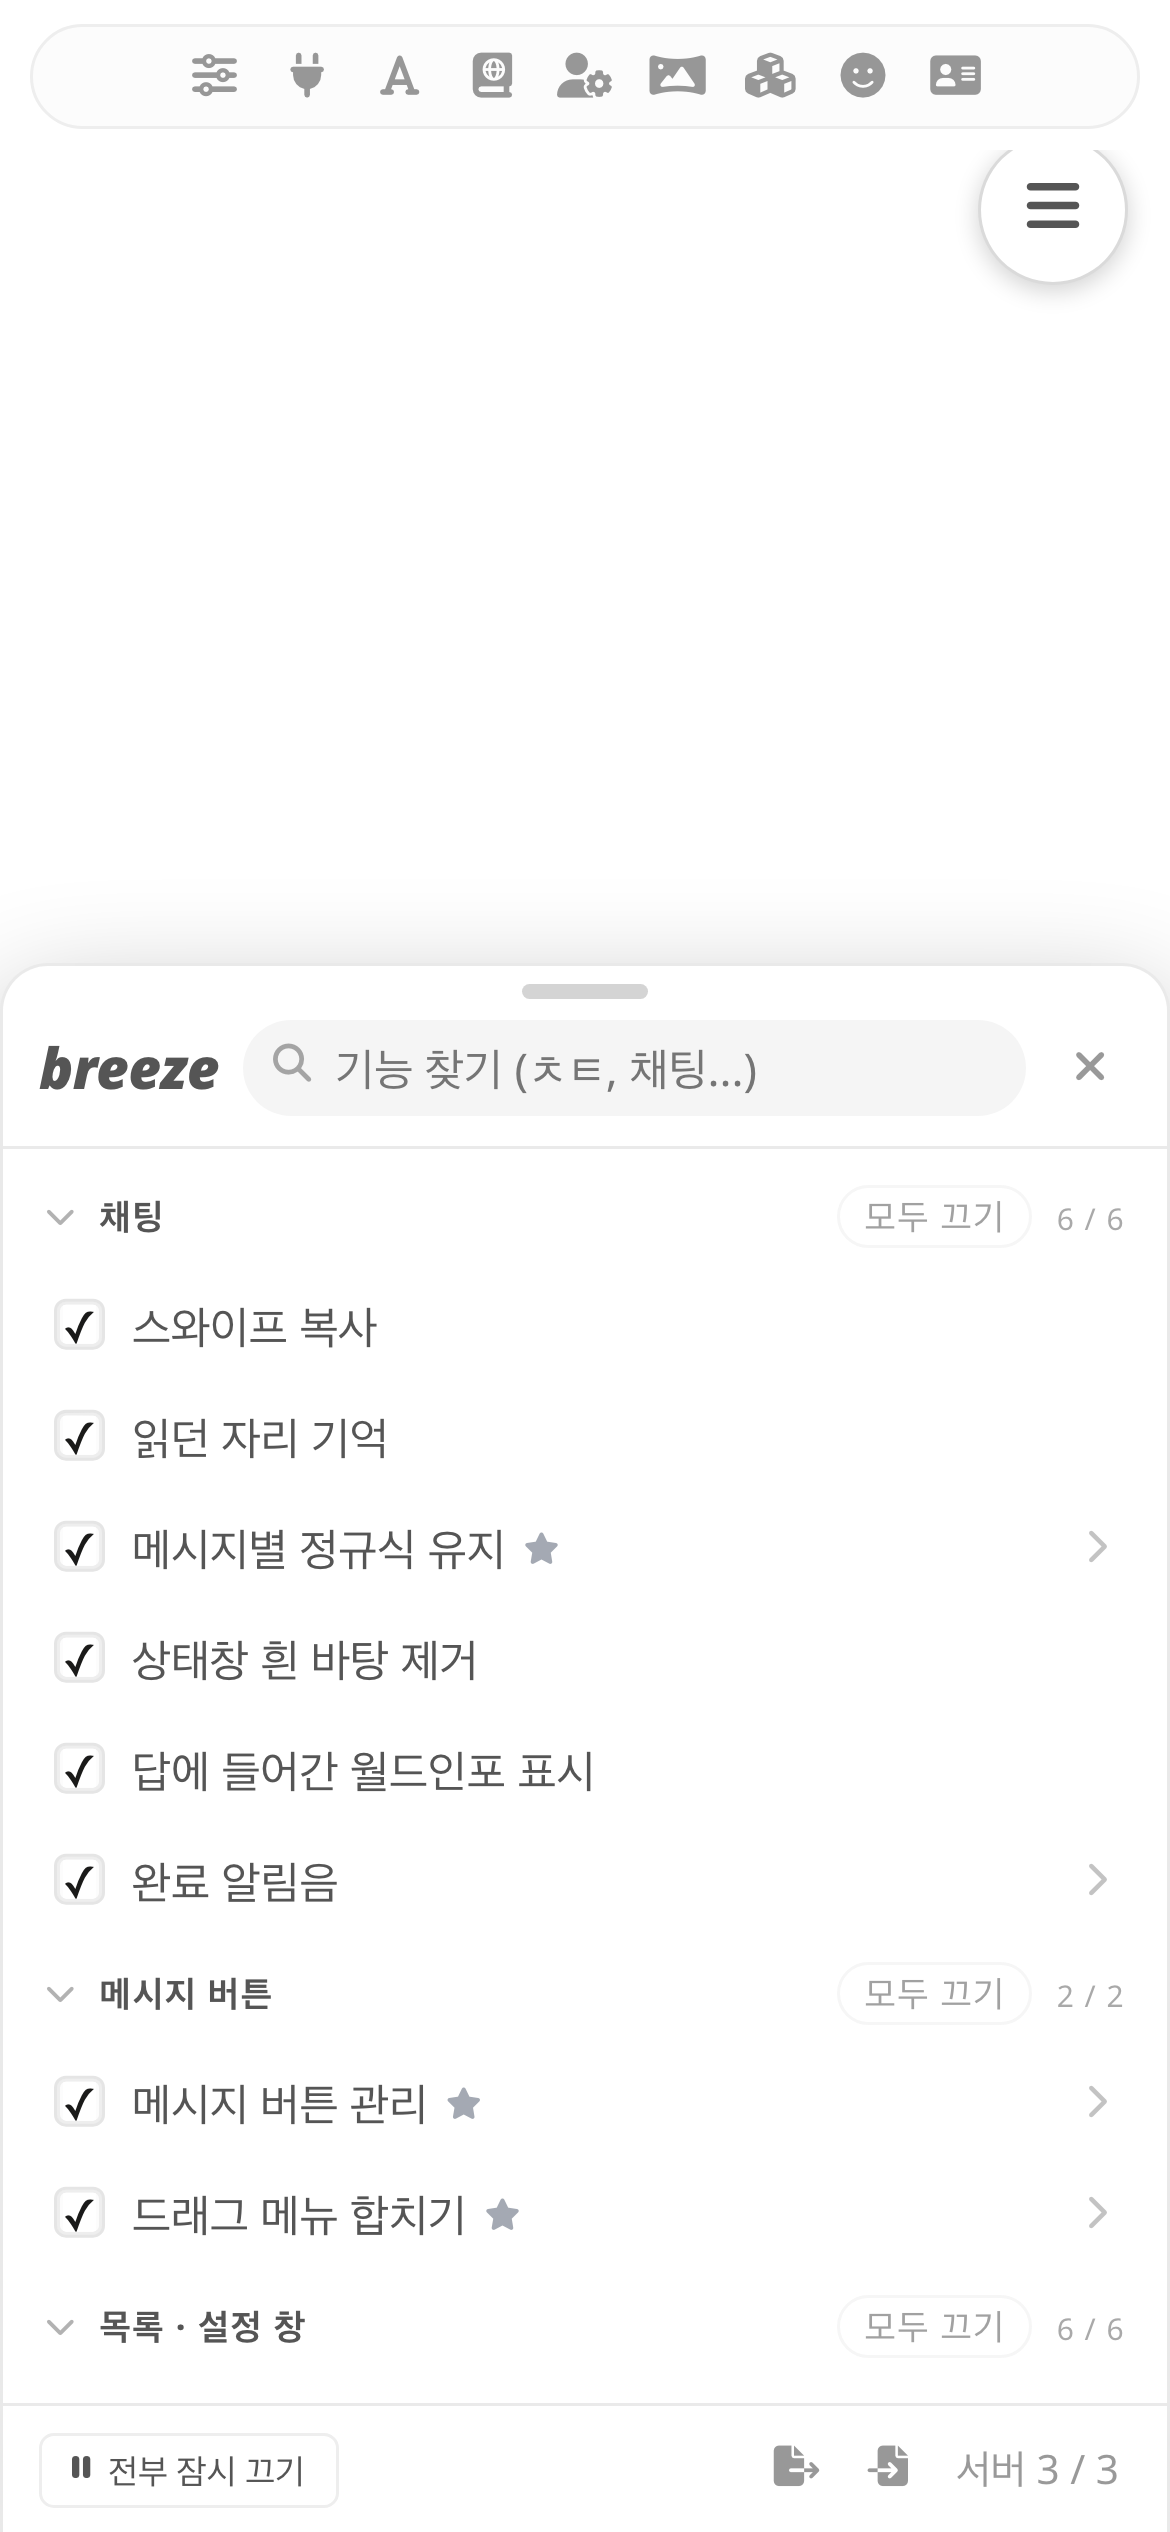 breeze
기능 찾기 (ㅊㅌ, 채팅...)
채팅 모두 끄기 6 / 6
스와이프 복사
읽던 자리 기억
메시지별 정규식 유지
상태창 흰 바탕 제거
답에 들어간 월드인포 표시
완료 알림음
메시지 버튼 모두 끄기 2 / 2
메시지 버튼 관리
드래그 메뉴 합치기
목록 · 설정 창 모두 끄기 6 / 6
전부 잠시 끄기 서버 3 / 3